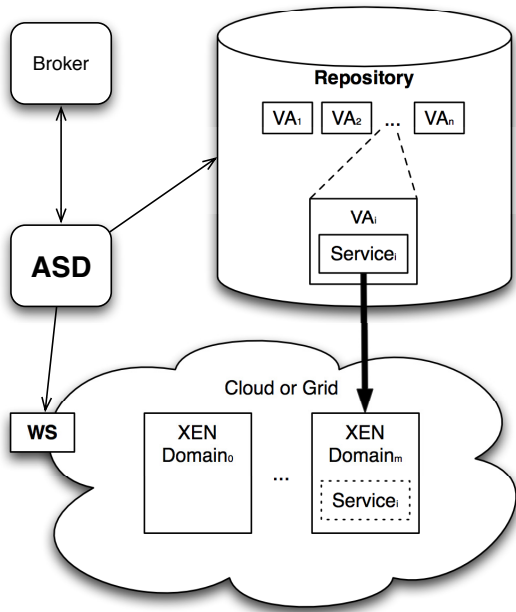 Broker
Repository
VA₁ VA₂ ... VAₙ
VAᵢ
Serviceᵢ
ASD
Cloud or Grid
WS
XEN
Domain₀
...
XEN
Domainₘ
Serviceᵢ